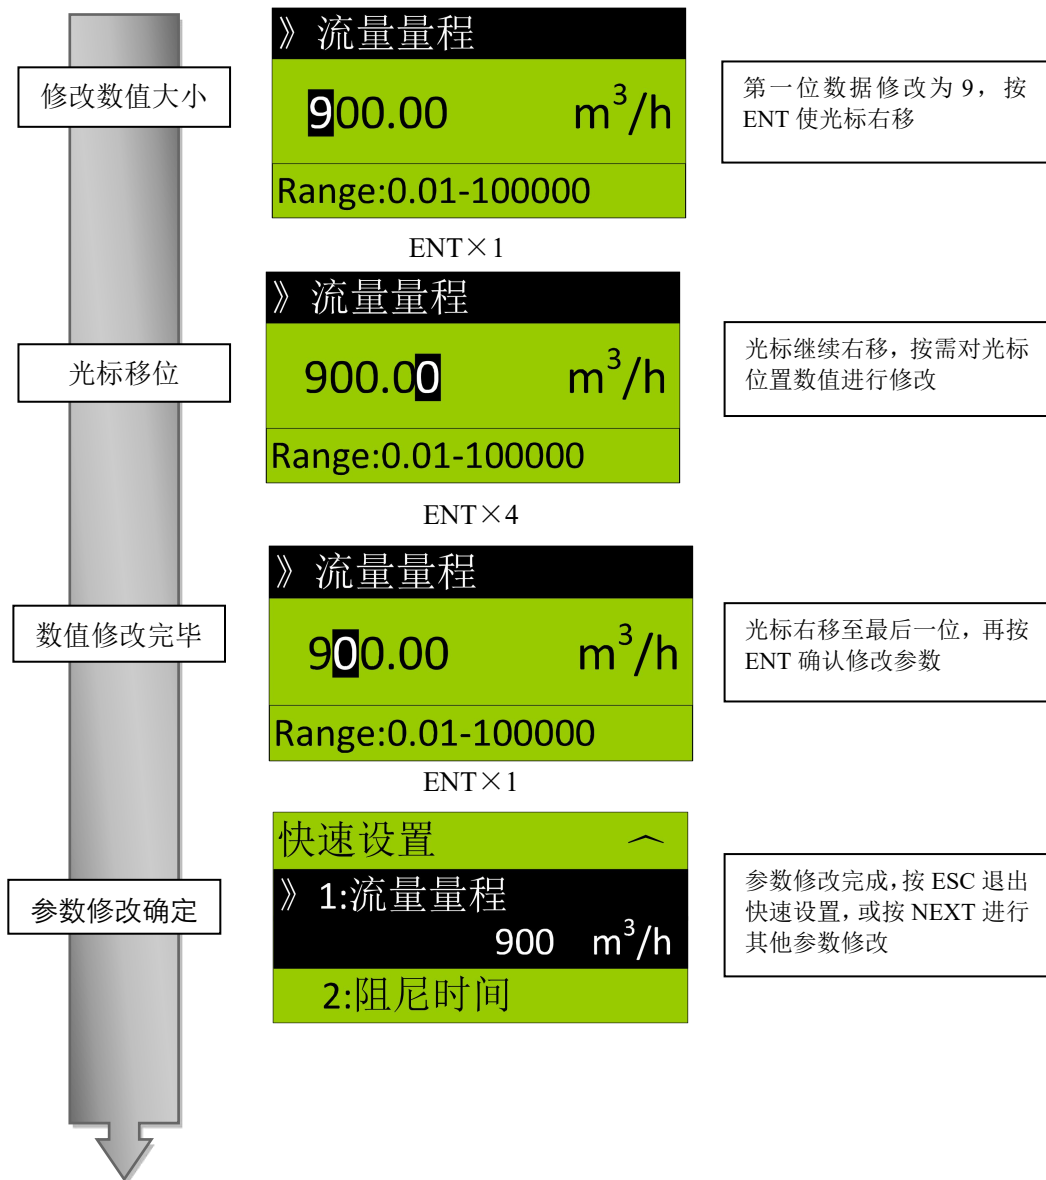 》流量量程
修改数值大小
900.00 m³/h
第一位数据修改为 9，按
ENT 使光标右移
Range:0.01-100000
ENT×1
》流量量程
光标移位
900.00 m³/h
光标继续右移，按需对光标
位置数值进行修改
Range:0.01-100000
ENT×4
》流量量程
数值修改完毕
900.00 m³/h
光标右移至最后一位，再按
ENT 确认修改参数
Range:0.01-100000
ENT×1
快速设置 ︿
参数修改确定
》1:流量量程
900 m³/h
2:阻尼时间
参数修改完成，按 ESC 退出
快速设置，或按 NEXT 进行
其他参数修改